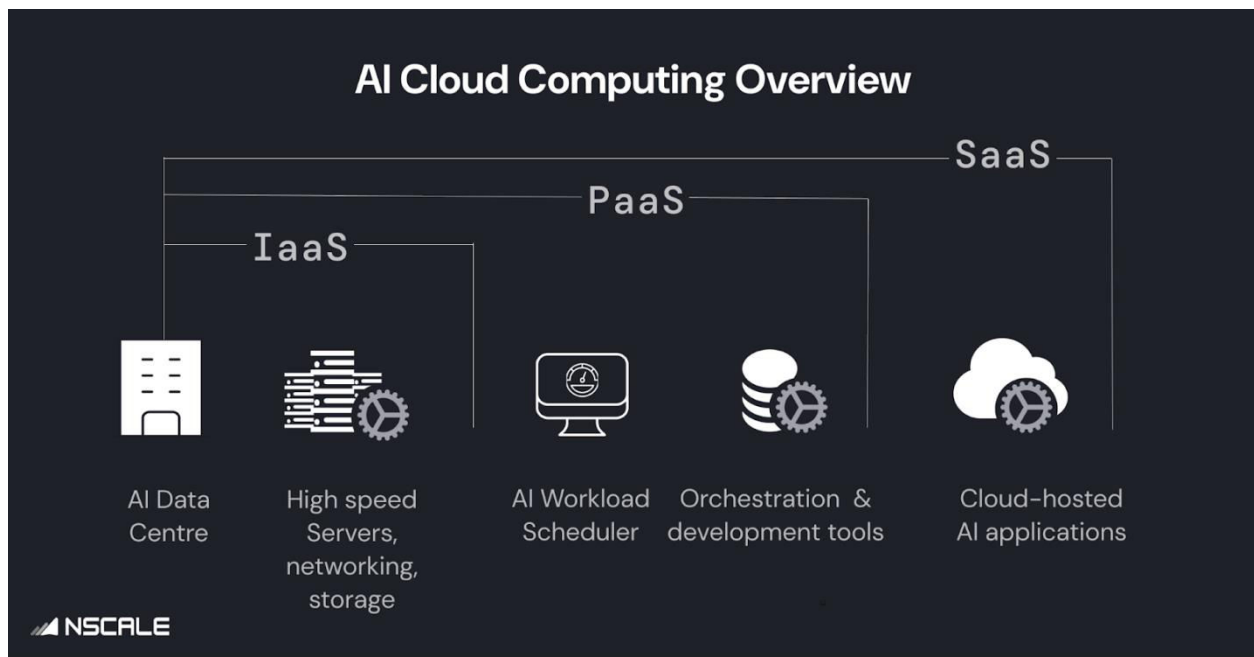 AI Cloud Computing Overview
SaaS
PaaS
IaaS
AI Data
Centre
High speed
Servers,
networking,
storage
AI Workload
Scheduler
Orchestration &
development tools
Cloud-hosted
AI applications
NSCALE